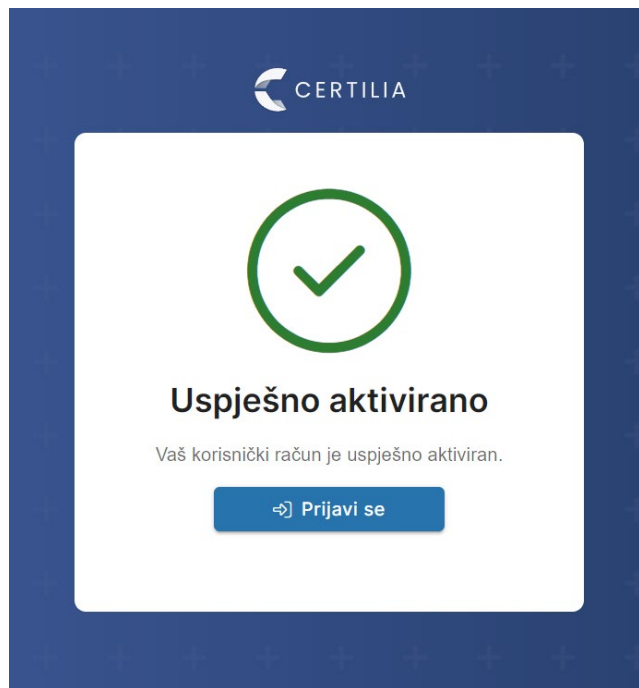 CERTILIA
Uspješno aktivirano
Vaš korisnički račun je uspješno aktiviran.
Prijavi se